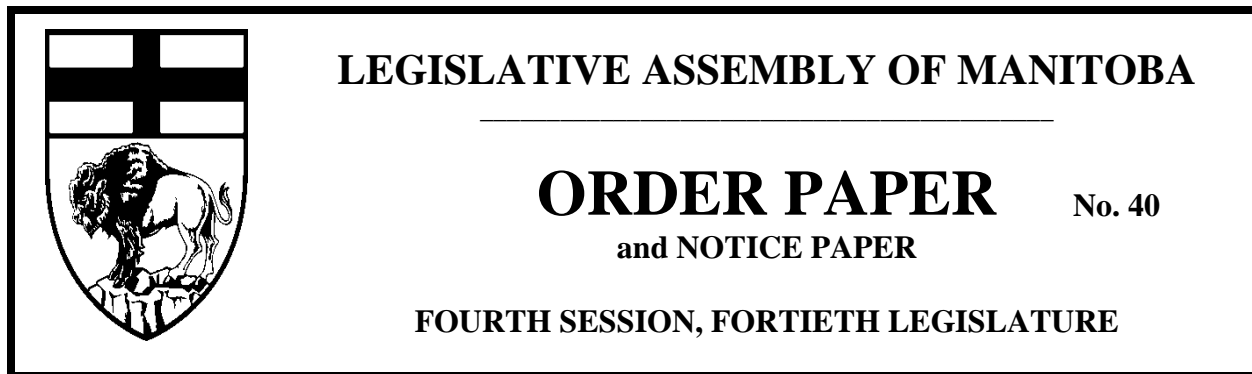 LEGISLATIVE ASSEMBLY OF MANITOBA
ORDER PAPER No. 40
and NOTICE PAPER
FOURTH SESSION, FORTIETH LEGISLATURE